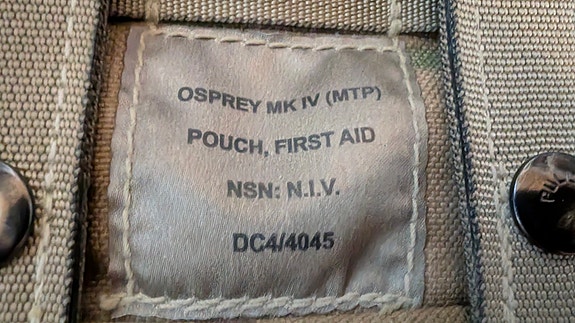 OSPREY MK IV (MTP)
POUCH, FIRST AID
NSN: N.I.V.
DC4/4045